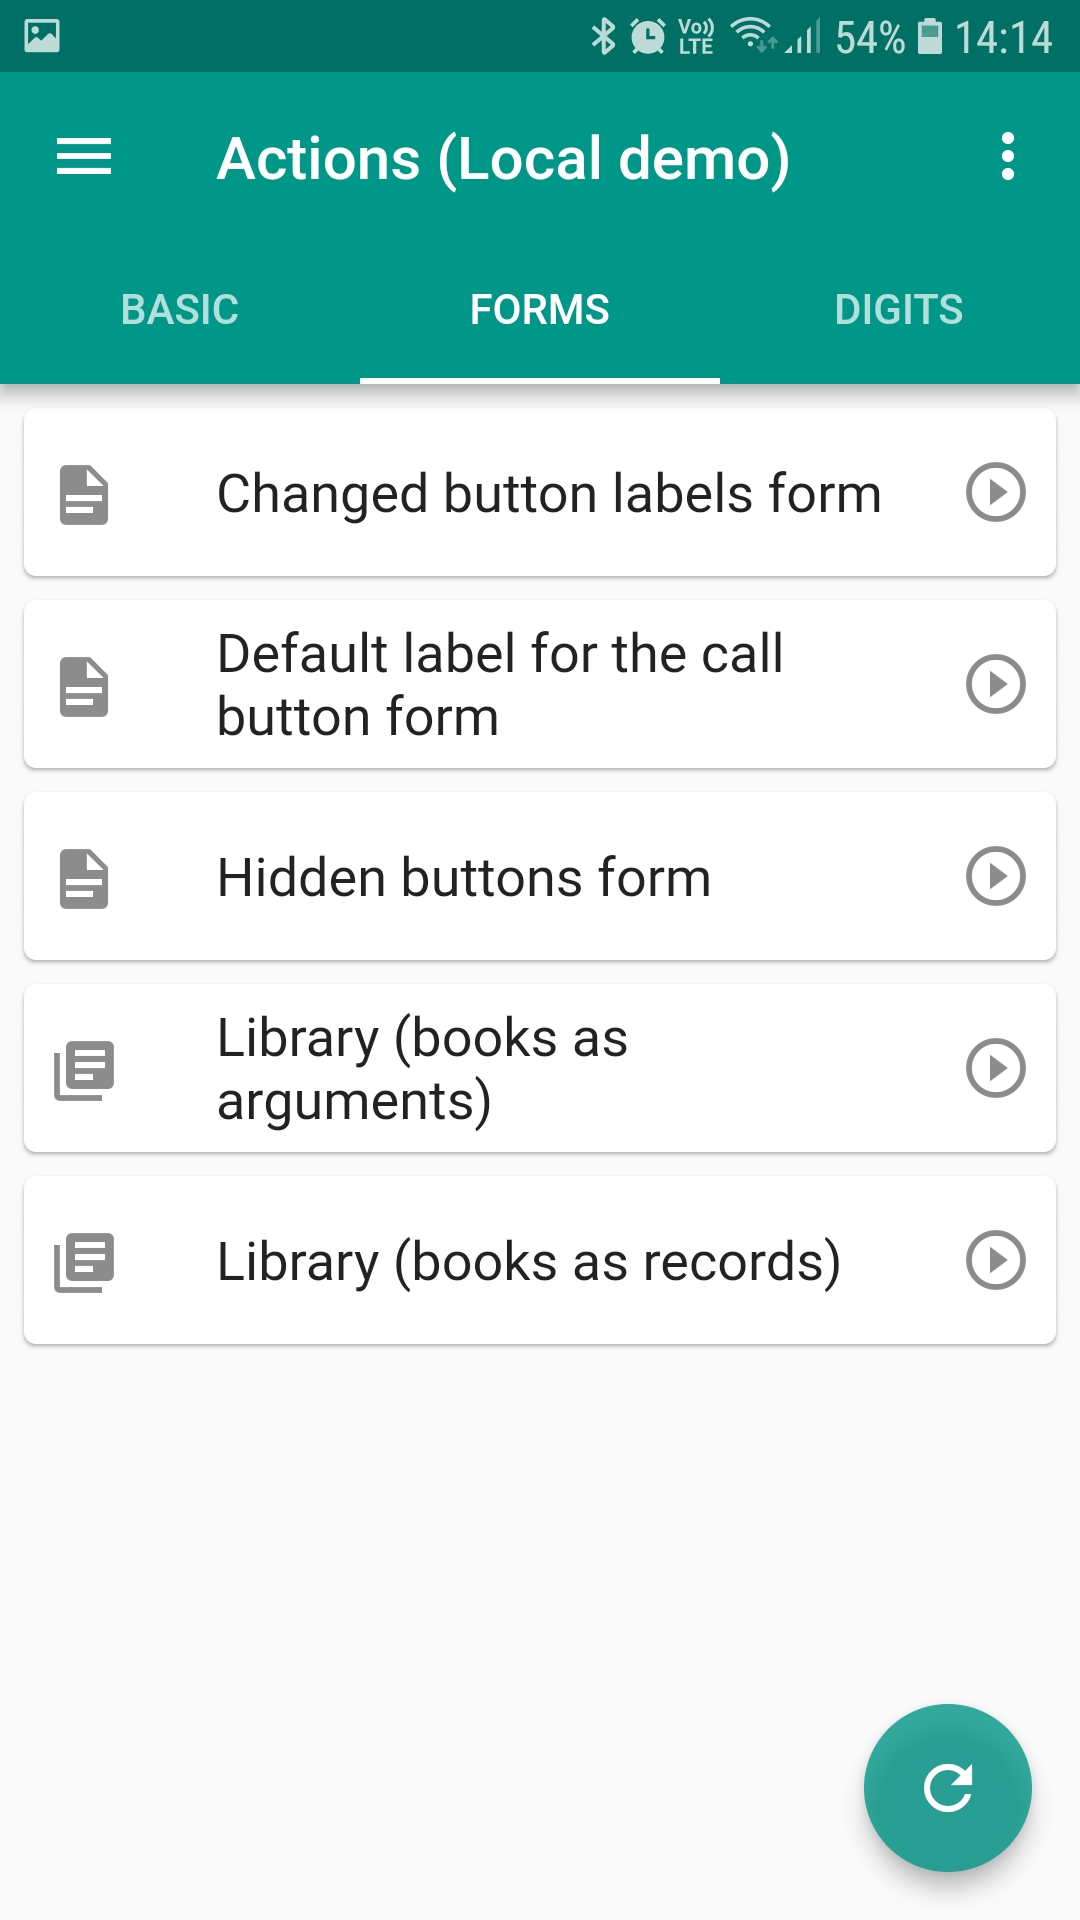 Vo)) LTE 54% 14:14
Actions (Local demo)
BASIC FORMS DIGITS
Changed button labels form
Default label for the call
button form
Hidden buttons form
Library (books as
arguments)
Library (books as records)